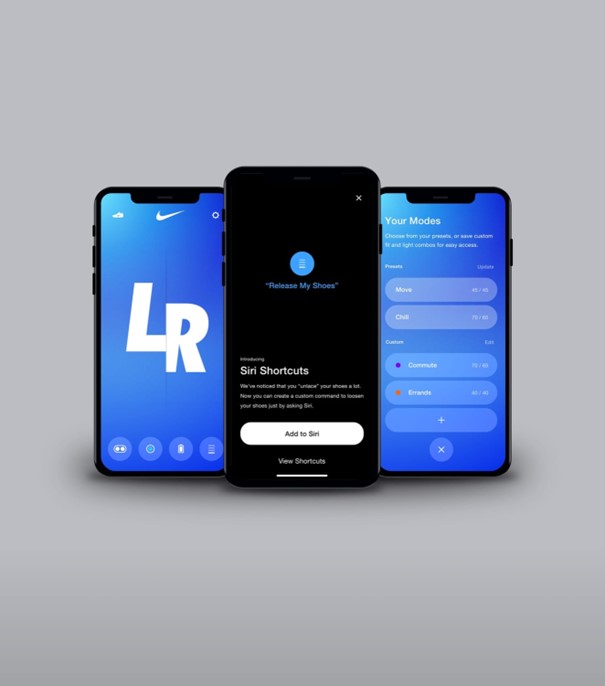 LR
"Release My Shoes"
Introducing
Siri Shortcuts
We've noticed that you "unlace" your shoes a lot.
Now you can create a custom command to loosen
your shoes just by asking Siri.
Add to Siri
View Shortcuts
Your Modes
Choose from your presets, or save custom
fit and light combos for easy access.
Presets
Update
Move
Chill
Custom
Edit
Commute
Errands